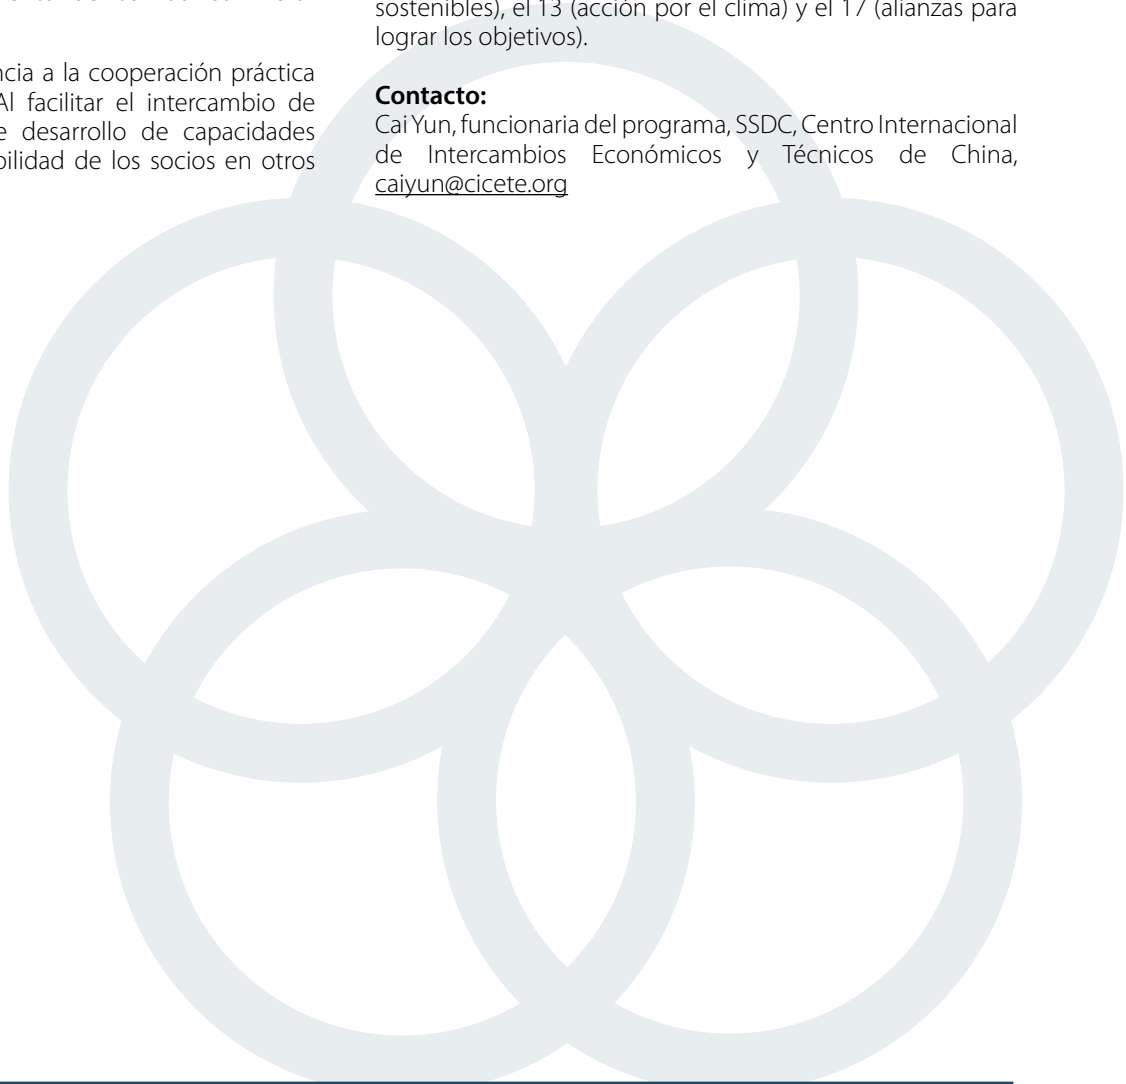 ncia a la cooperación práctica
Al facilitar el intercambio de
desarrollo de capacidades
bilidad de los socios en otros
sostenibles), el 13 (acción por el clima) y el 17 (alianzas para
lograr los objetivos).
Contacto:
Cai Yun, funcionaria del programa, SSDC, Centro Internacional
de Intercambios Económicos y Técnicos de China,
caiyun@cicete.org